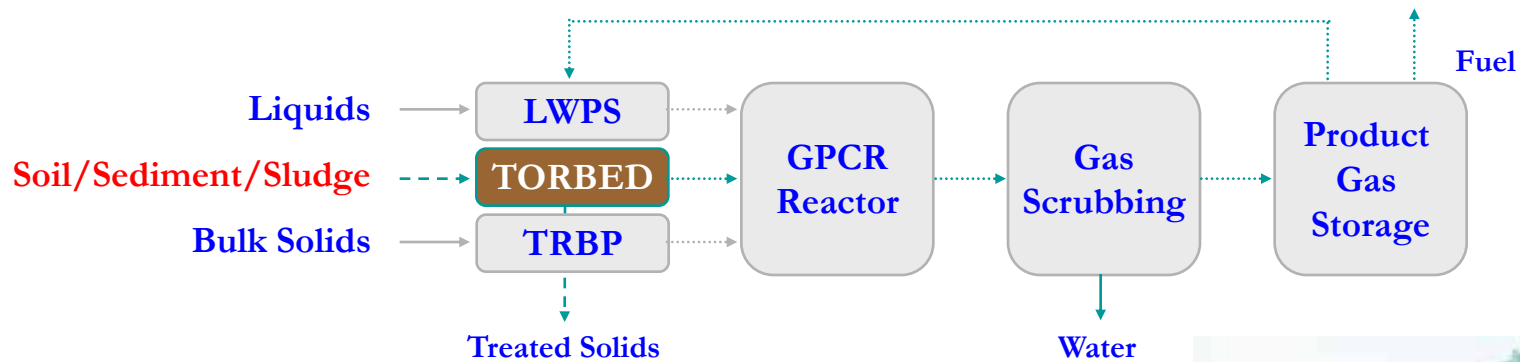 Fuel
Liquids
LWPS
Soil/Sediment/Sludge
TORBED
Bulk Solids
TRBP
GPCR
Reactor
Gas
Scrubbing
Product
Gas
Storage
Treated Solids
Water